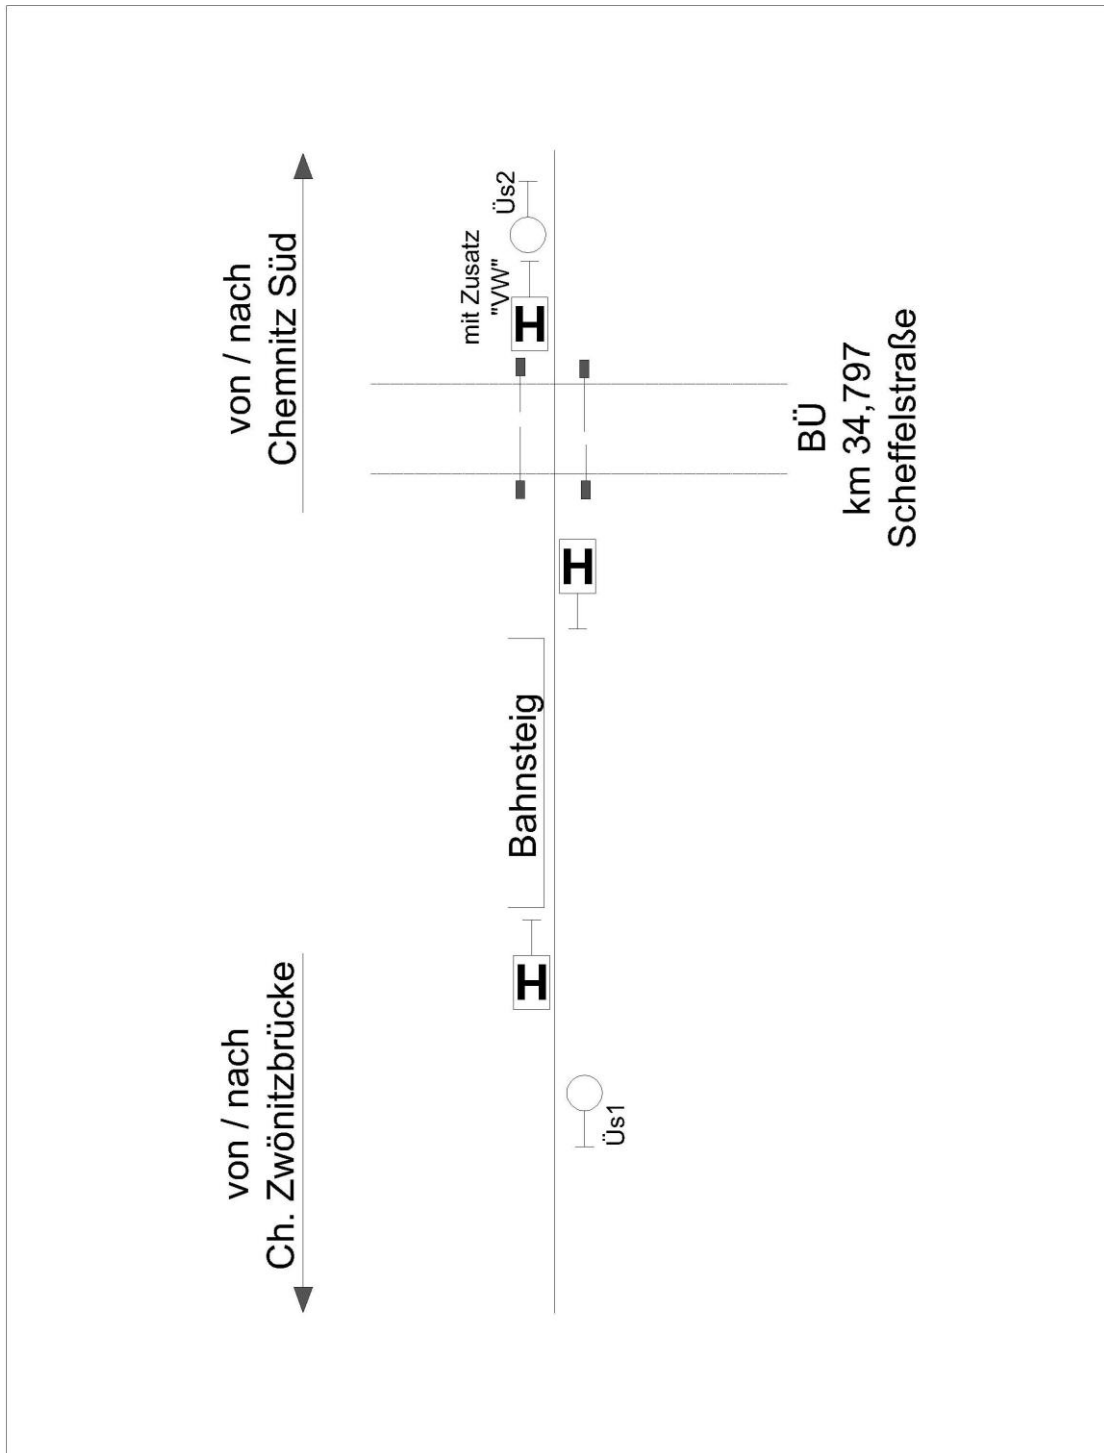 von / nach
Ch. Zwönitzbrücke
von / nach
Chemnitz Süd
H
Bahnsteig
mit Zusatz
"VW"
H
Üs2
Üs1
H
BÜ
km 34,797
Scheffelstraße